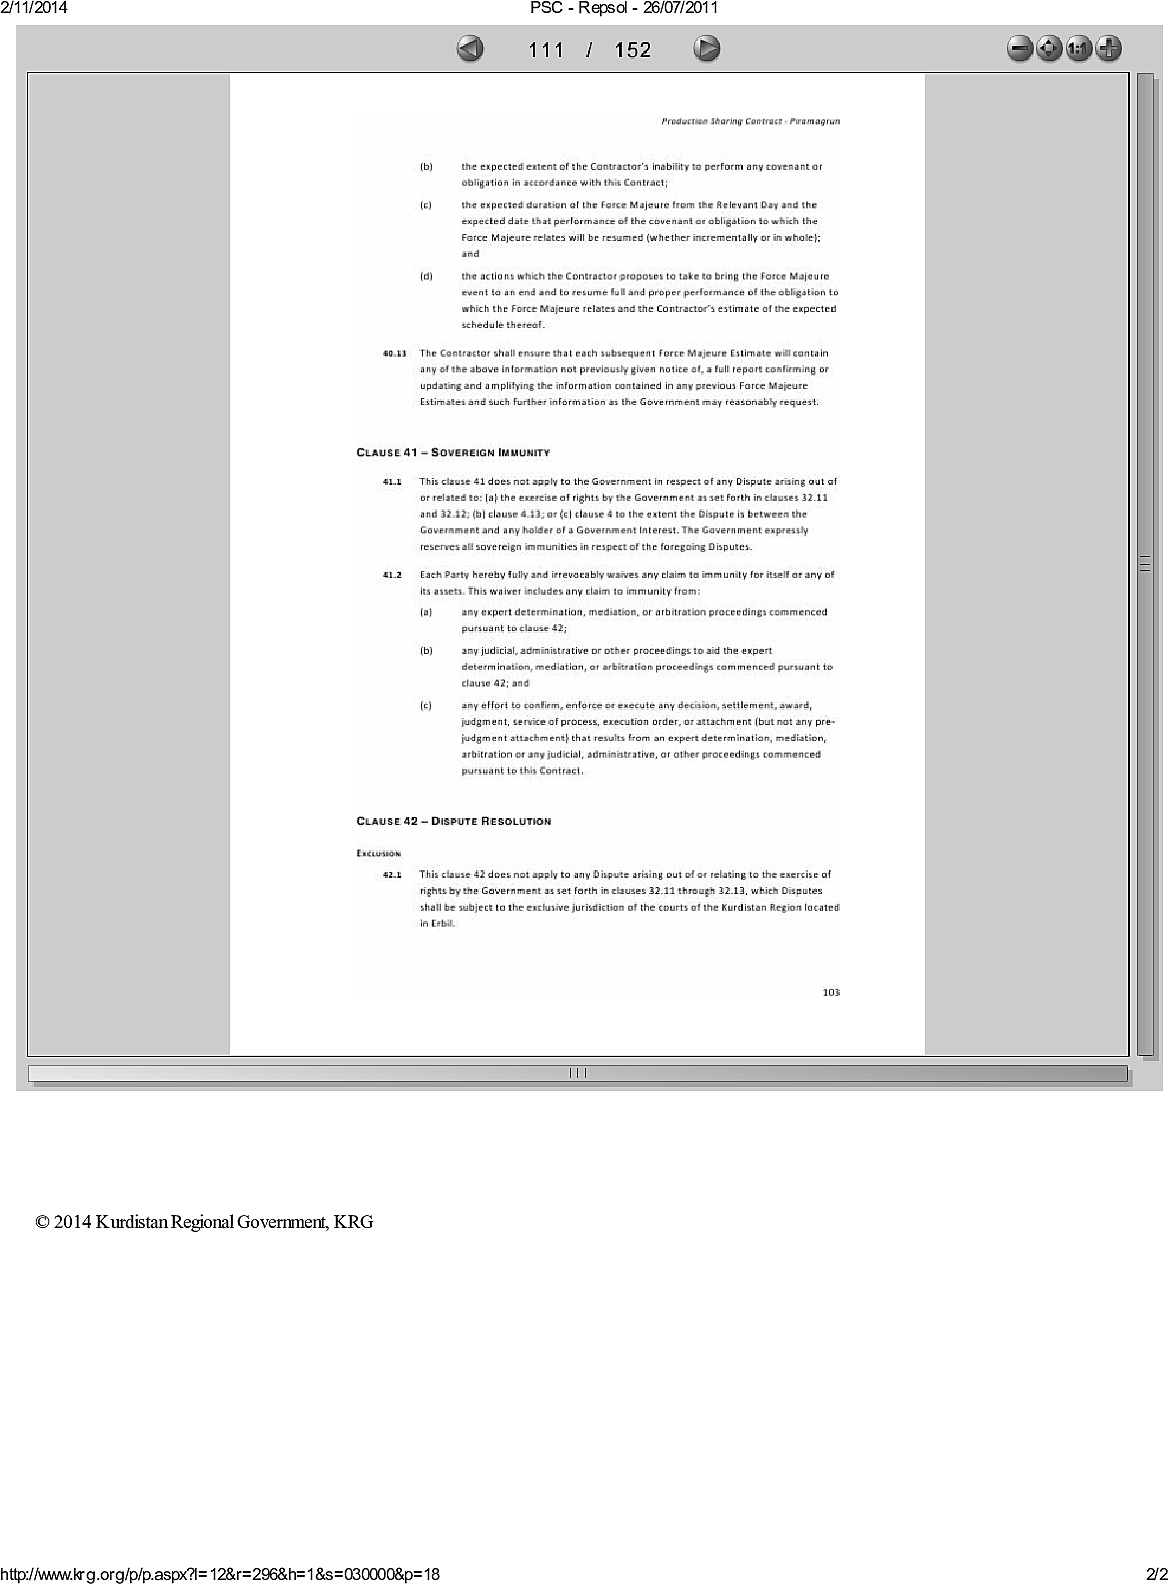 2/11/2014
PSC - Repsol - 26/07/2011
111 / 152
1:1
Production Sharing Contract - Piramagrun
(b) the expected extent of the Contractor's inability to perform any covenant or
obligation in accordance with this Contract;
(c) the expected duration of the Force Majeure from the Relevant Day and the
expected date that performance of the covenant or obligation to which the
Force Majeure relates will be resumed (whether incrementally or in whole);
and
(d) the actions which the Contractor proposes to take to bring the Force Majeure
event to an end and to resume full and proper performance of the obligation to
which the Force Majeure relates and the Contractor's estimate of the expected
schedule thereof.
40.13 The Contractor shall ensure that each subsequent Force Majeure Estimate will contain
any of the above information not previously given notice of, a full report confirming or
updating and amplifying the information contained in any previous Force Majeure
Estimates and such further information as the Government may reasonably request.
CLAUSE 41 – SOVEREIGN IMMUNITY
41.1 This clause 41 does not apply to the Government in respect of any Dispute arising out of
or related to: (a) the exercise of rights by the Government as set forth in clauses 32.11
and 32.12; (b) clause 4.13; or (c) clause 4 to the extent the Dispute is between the
Government and any holder of a Government Interest. The Government expressly
reserves all sovereign immunities in respect of the foregoing Disputes.
41.2 Each Party hereby fully and irrevocably waives any claim to immunity for itself or any of
its assets. This waiver includes any claim to immunity from:
(a) any expert determination, mediation, or arbitration proceedings commenced
pursuant to clause 42;
(b) any judicial, administrative or other proceedings to aid the expert
determination, mediation, or arbitration proceedings commenced pursuant to
clause 42; and
(c) any effort to confirm, enforce or execute any decision, settlement, award,
judgment, service of process, execution order, or attachment (but not any pre-
judgment attachment) that results from an expert determination, mediation,
arbitration or any judicial, administrative, or other proceedings commenced
pursuant to this Contract.
CLAUSE 42 – DISPUTE RESOLUTION
EXCLUSION
42.1 This clause 42 does not apply to any Dispute arising out of or relating to the exercise of
rights by the Government as set forth in clauses 32.11 through 32.13, which Disputes
shall be subject to the exclusive jurisdiction of the courts of the Kurdistan Region located
in Erbil.
103
© 2014 Kurdistan Regional Government, KRG
http://www.krg.org/p/p.aspx?l=12&r=296&h=1&s=030000&p=18
2/2